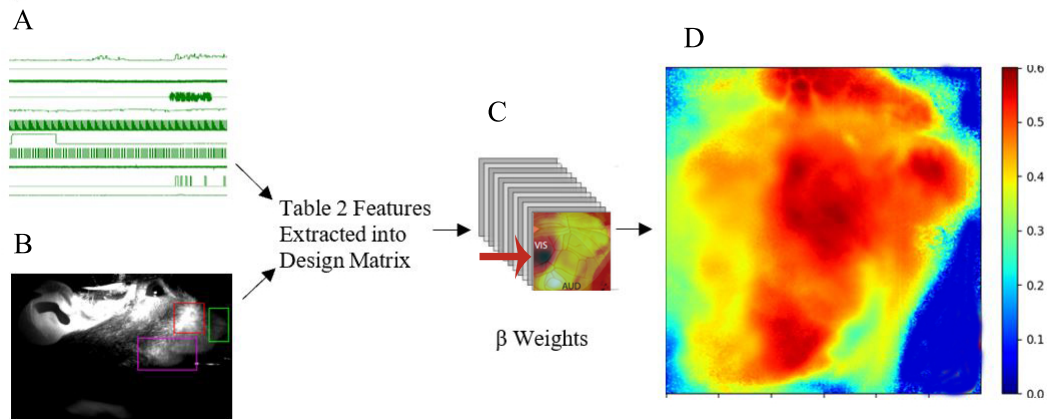 A
B
Table 2 Features
Extracted into
Design Matrix
C
VIS
AUD
β Weights
D
0.6
0.5
0.4
0.3
0.2
0.1
0.0